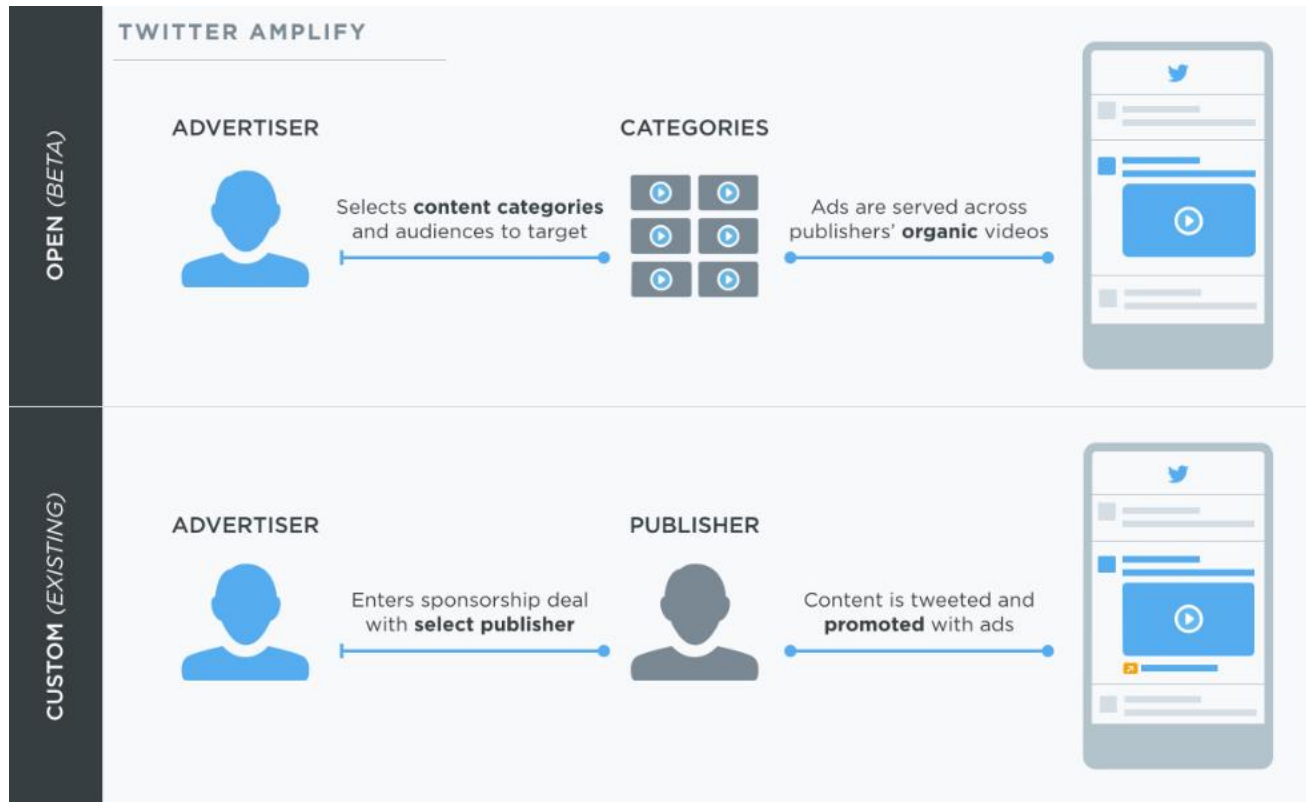 TWITTER AMPLIFY
OPEN (BETA)
ADVERTISER
Selects content categories
and audiences to target
CATEGORIES
Ads are served across
publishers’ organic videos
CUSTOM (EXISTING)
ADVERTISER
Enters sponsorship deal
with select publisher
PUBLISHER
Content is tweeted and
promoted with ads